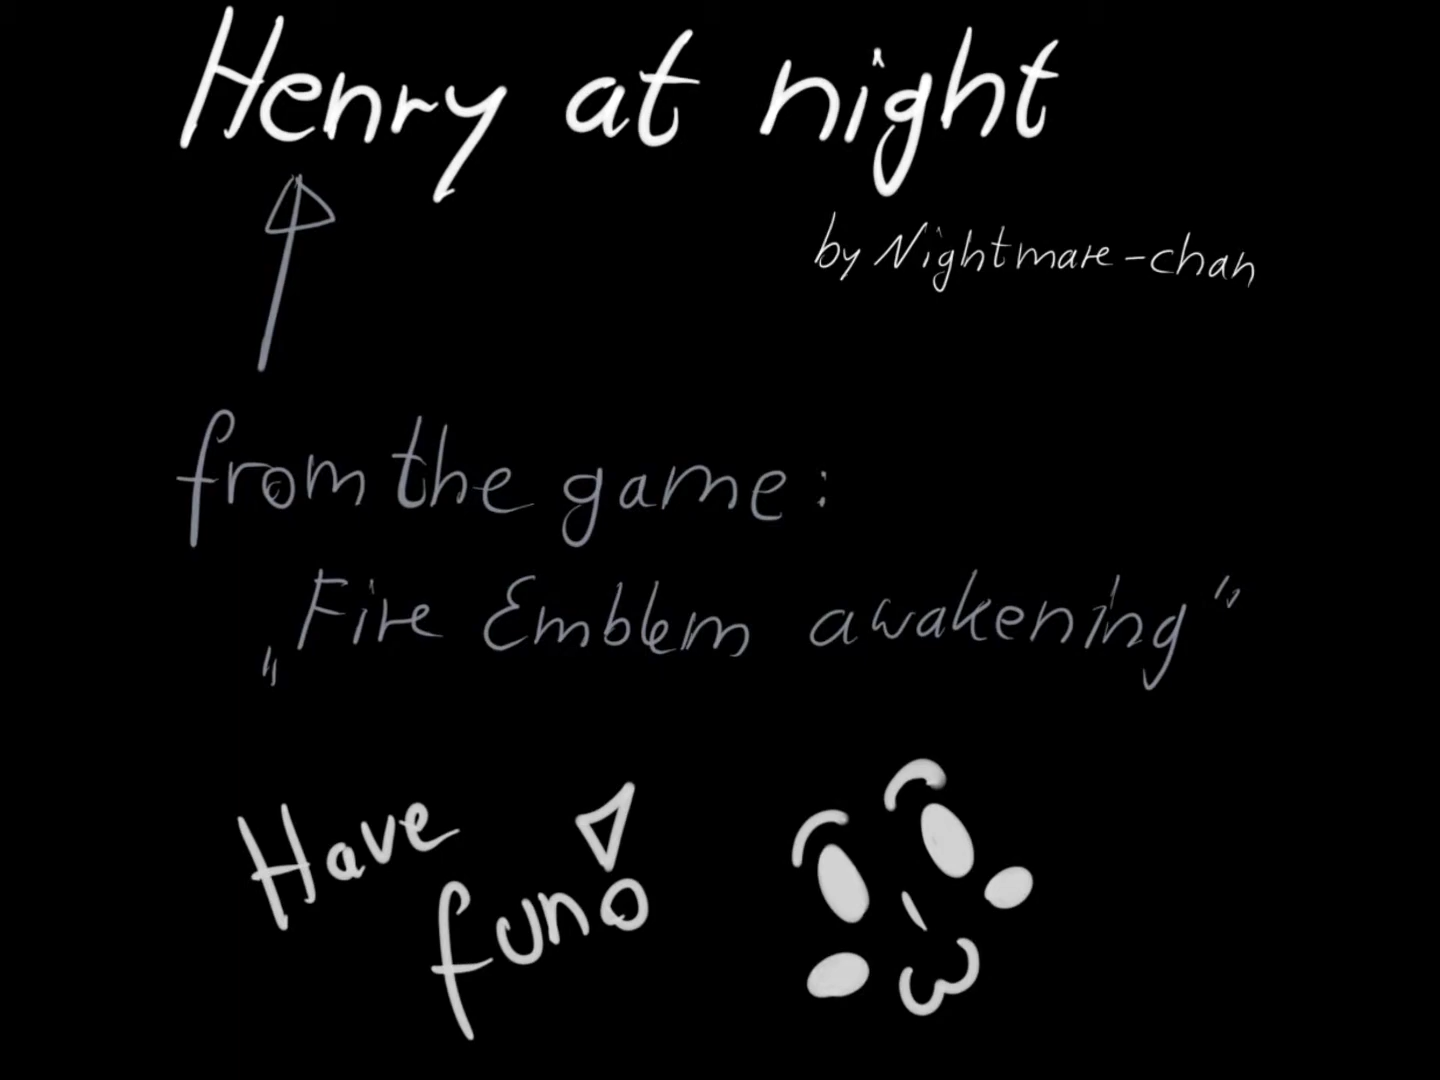 Henry at night
by Nightmare-chan
from the game:
„Fire Emblem awakening“
Have
fun!